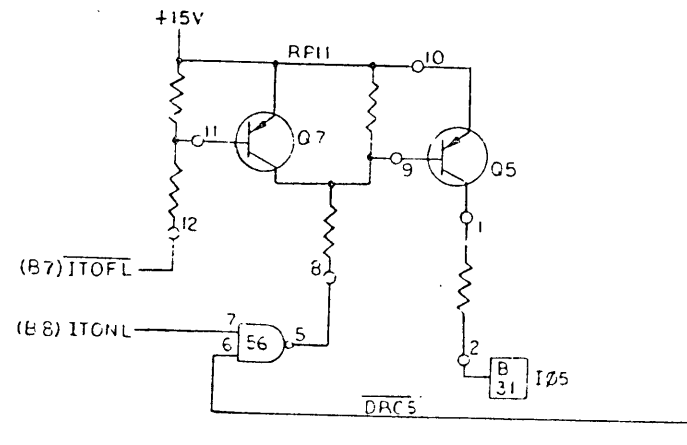 +15V
RP11
10
11
Q7
9
Q5
12
1
(B7) ITOFL
8
(B8) ITONL
7
56
5
6
2
B
31
IØ5
DRC5